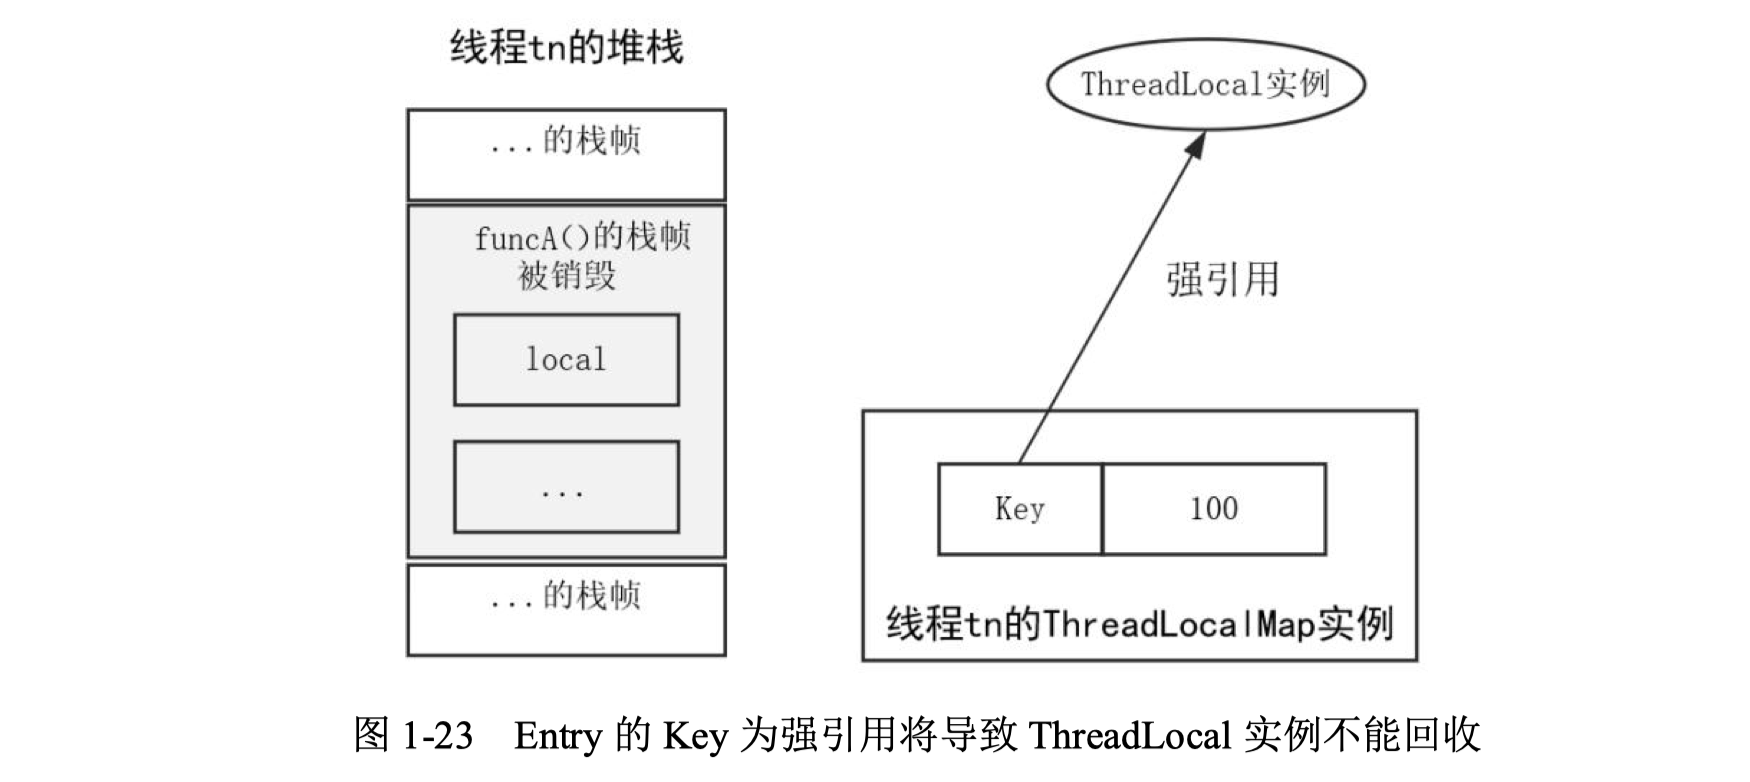 线程tn的堆栈
...的栈帧
funcA()的栈帧
被销毁
local
...
...的栈帧
ThreadLocal实例
强引用
Key
100
线程tn的ThreadLocalMap实例
图 1-23 Entry 的 Key 为强引用将导致 ThreadLocal 实例不能回收